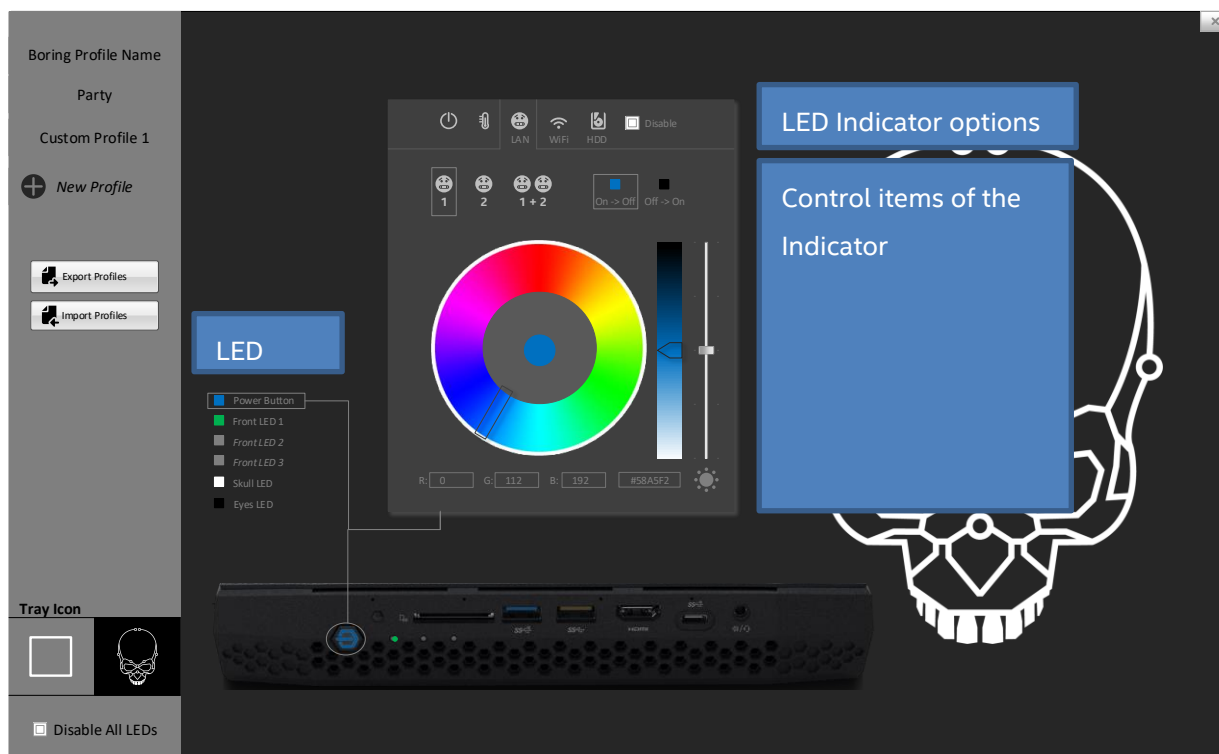 Boring Profile Name
Party
Custom Profile 1
New Profile
Export Profiles
Import Profiles
Tray Icon
Disable All LEDs
LED
Power Button
Front LED 1
Front LED 2
Front LED 3
Skull LED
Eyes LED
LAN WiFi HDD Disable
1 2 1 + 2 On -> Off Off -> On
R: 0 G: 112 B: 192 #58A5F2
LED Indicator options
Control items of the
Indicator
HDMI